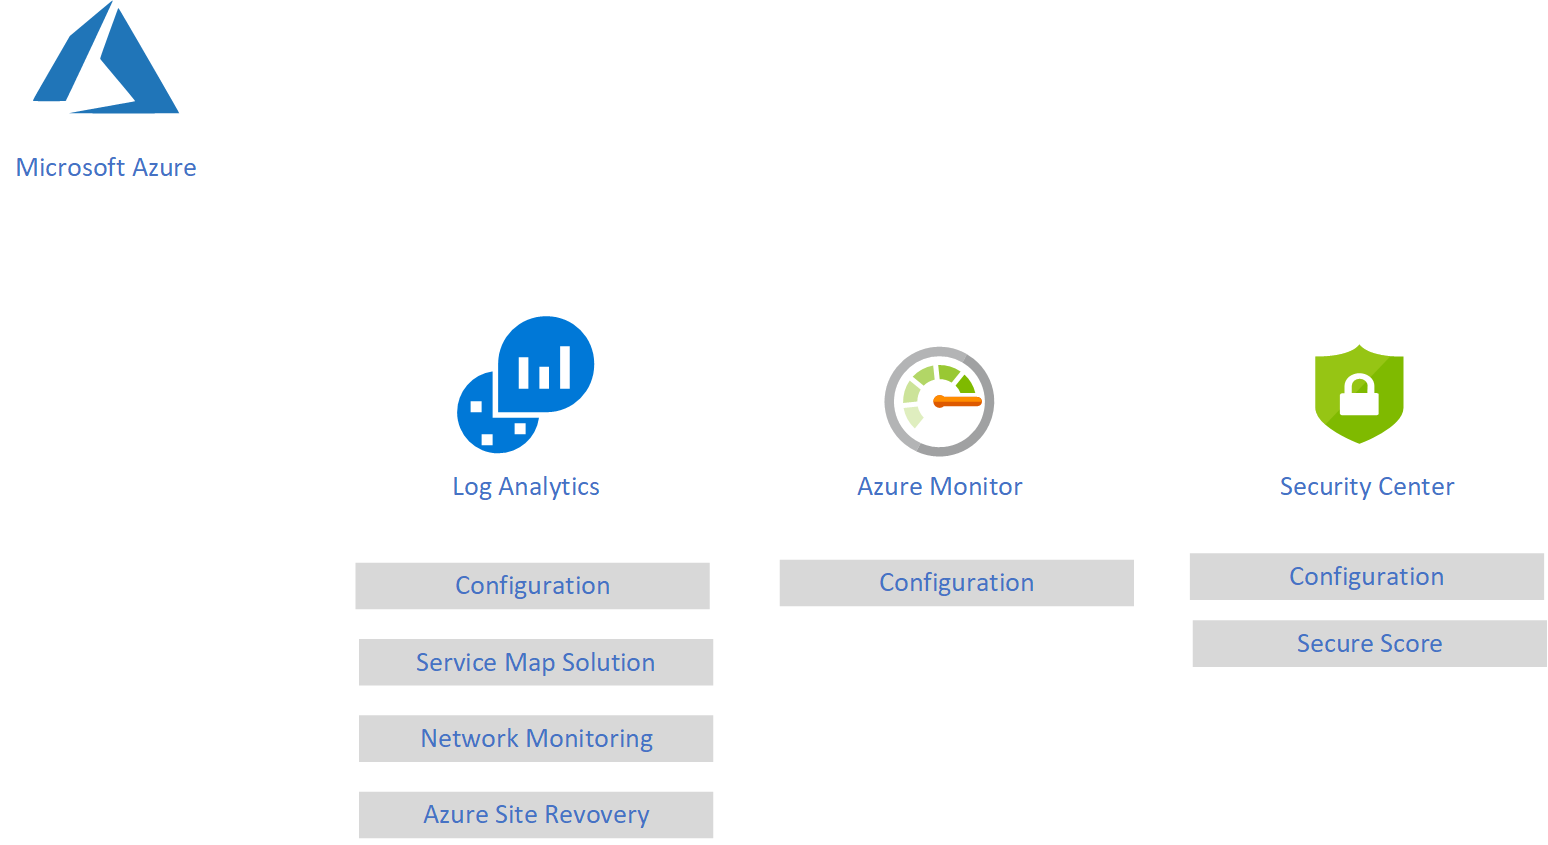 Microsoft Azure
Log Analytics
Configuration
Service Map Solution
Network Monitoring
Azure Site Revovery
Azure Monitor
Configuration
Security Center
Configuration
Secure Score